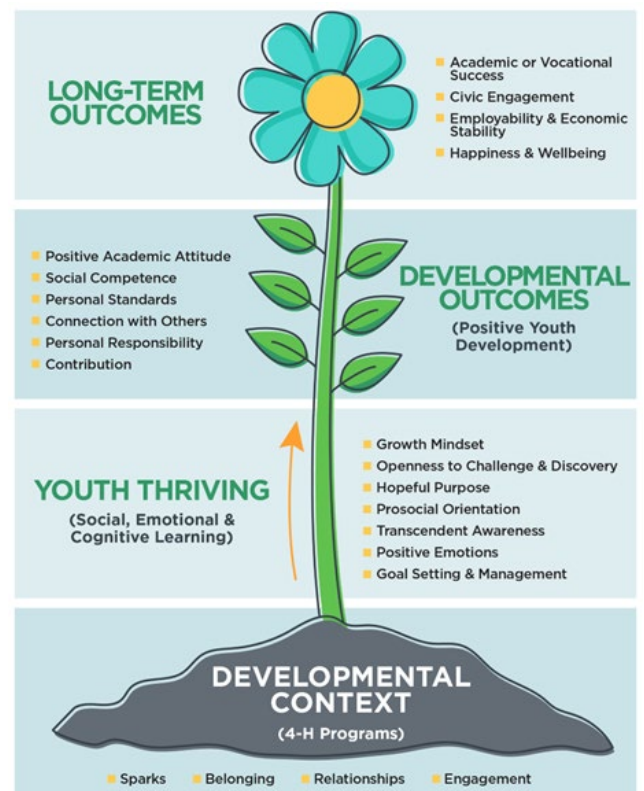 LONG-TERM
OUTCOMES
Academic or Vocational
Success
Civic Engagement
Employability & Economic
Stability
Happiness & Wellbeing
Positive Academic Attitude
Social Competence
Personal Standards
Connection with Others
Personal Responsibility
Contribution
DEVELOPMENTAL
OUTCOMES
(Positive Youth
Development)
YOUTH THRIVING
(Social, Emotional &
Cognitive Learning)
Growth Mindset
Openness to Challenge & Discovery
Hopeful Purpose
Prosocial Orientation
Transcendent Awareness
Positive Emotions
Goal Setting & Management
DEVELOPMENTAL
CONTEXT
(4-H Programs)
Sparks Belonging Relationships Engagement